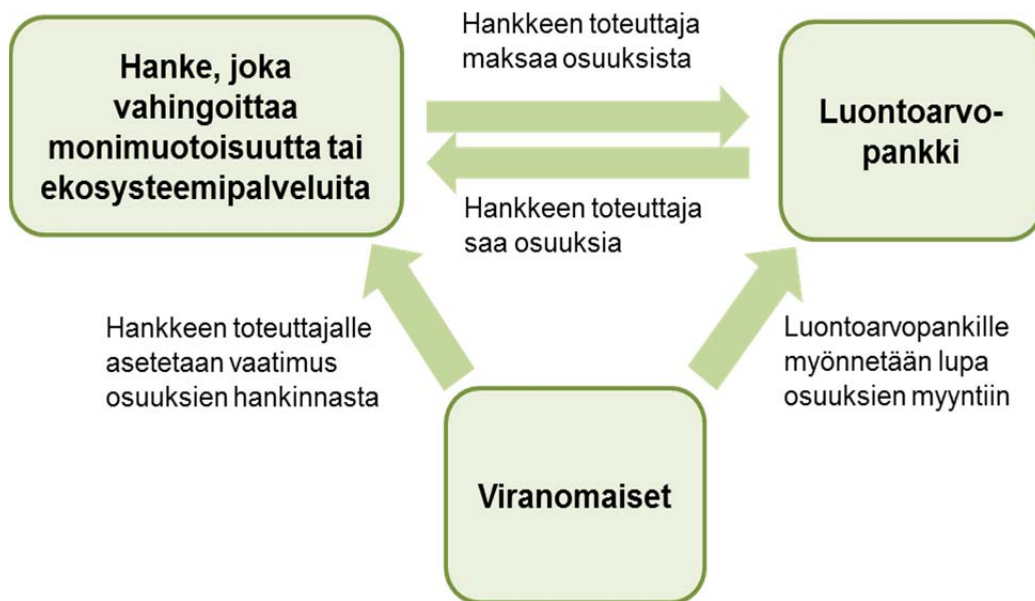 Hanke, joka
vahingoittaa
monimuotoisuutta tai
ekosysteemipalveluita
Hankkeen toteuttaja
maksaa osuuksista
Luontoarvo-
pankki
Hankkeen toteuttaja
saa osuuksia
Hankkeen toteuttajalle
asetetaan vaatimus
osuuksien hankinnasta
Luontoarvopankille
myönnetään lupa
osuuksien myyntiin
Viranomaiset